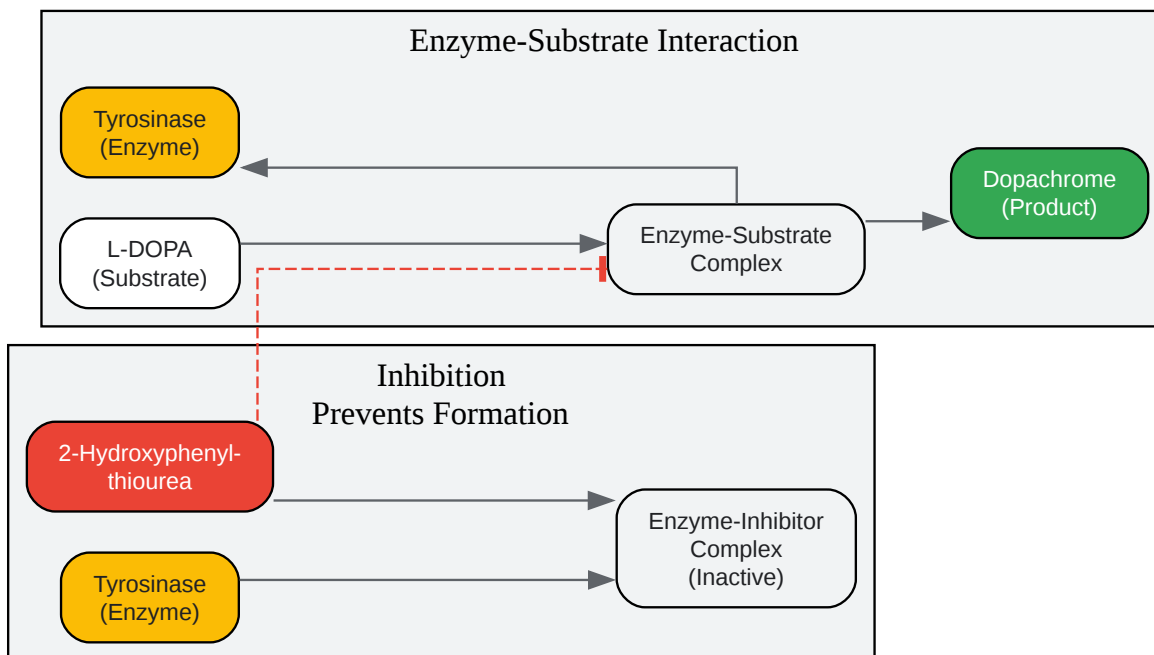 Enzyme-Substrate Interaction
Tyrosinase
(Enzyme)
Dopachrome
(Product)
L-DOPA
(Substrate)
Enzyme-Substrate
Complex
Inhibition
Prevents Formation
2-Hydroxyphenyl-
thiourea
Enzyme-Inhibitor
Complex
(Inactive)
Tyrosinase
(Enzyme)